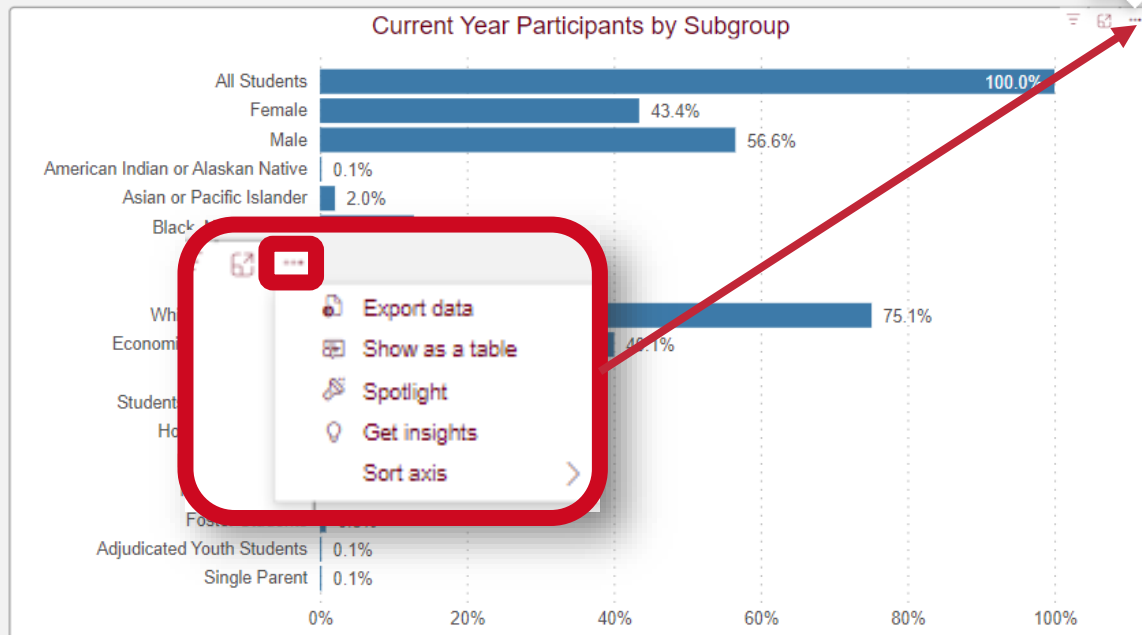 Current Year Participants by Subgroup
All Students 100.0%
Female 43.4%
Male 56.6%
American Indian or Alaskan Native 0.1%
Asian or Pacific Islander 2.0%
Black
75.1%
Export data
Show as a table
Spotlight
Get insights
Sort axis
Adjudicated Youth Students 0.1%
Single Parent 0.1%
0% 20% 40% 60% 80% 100%